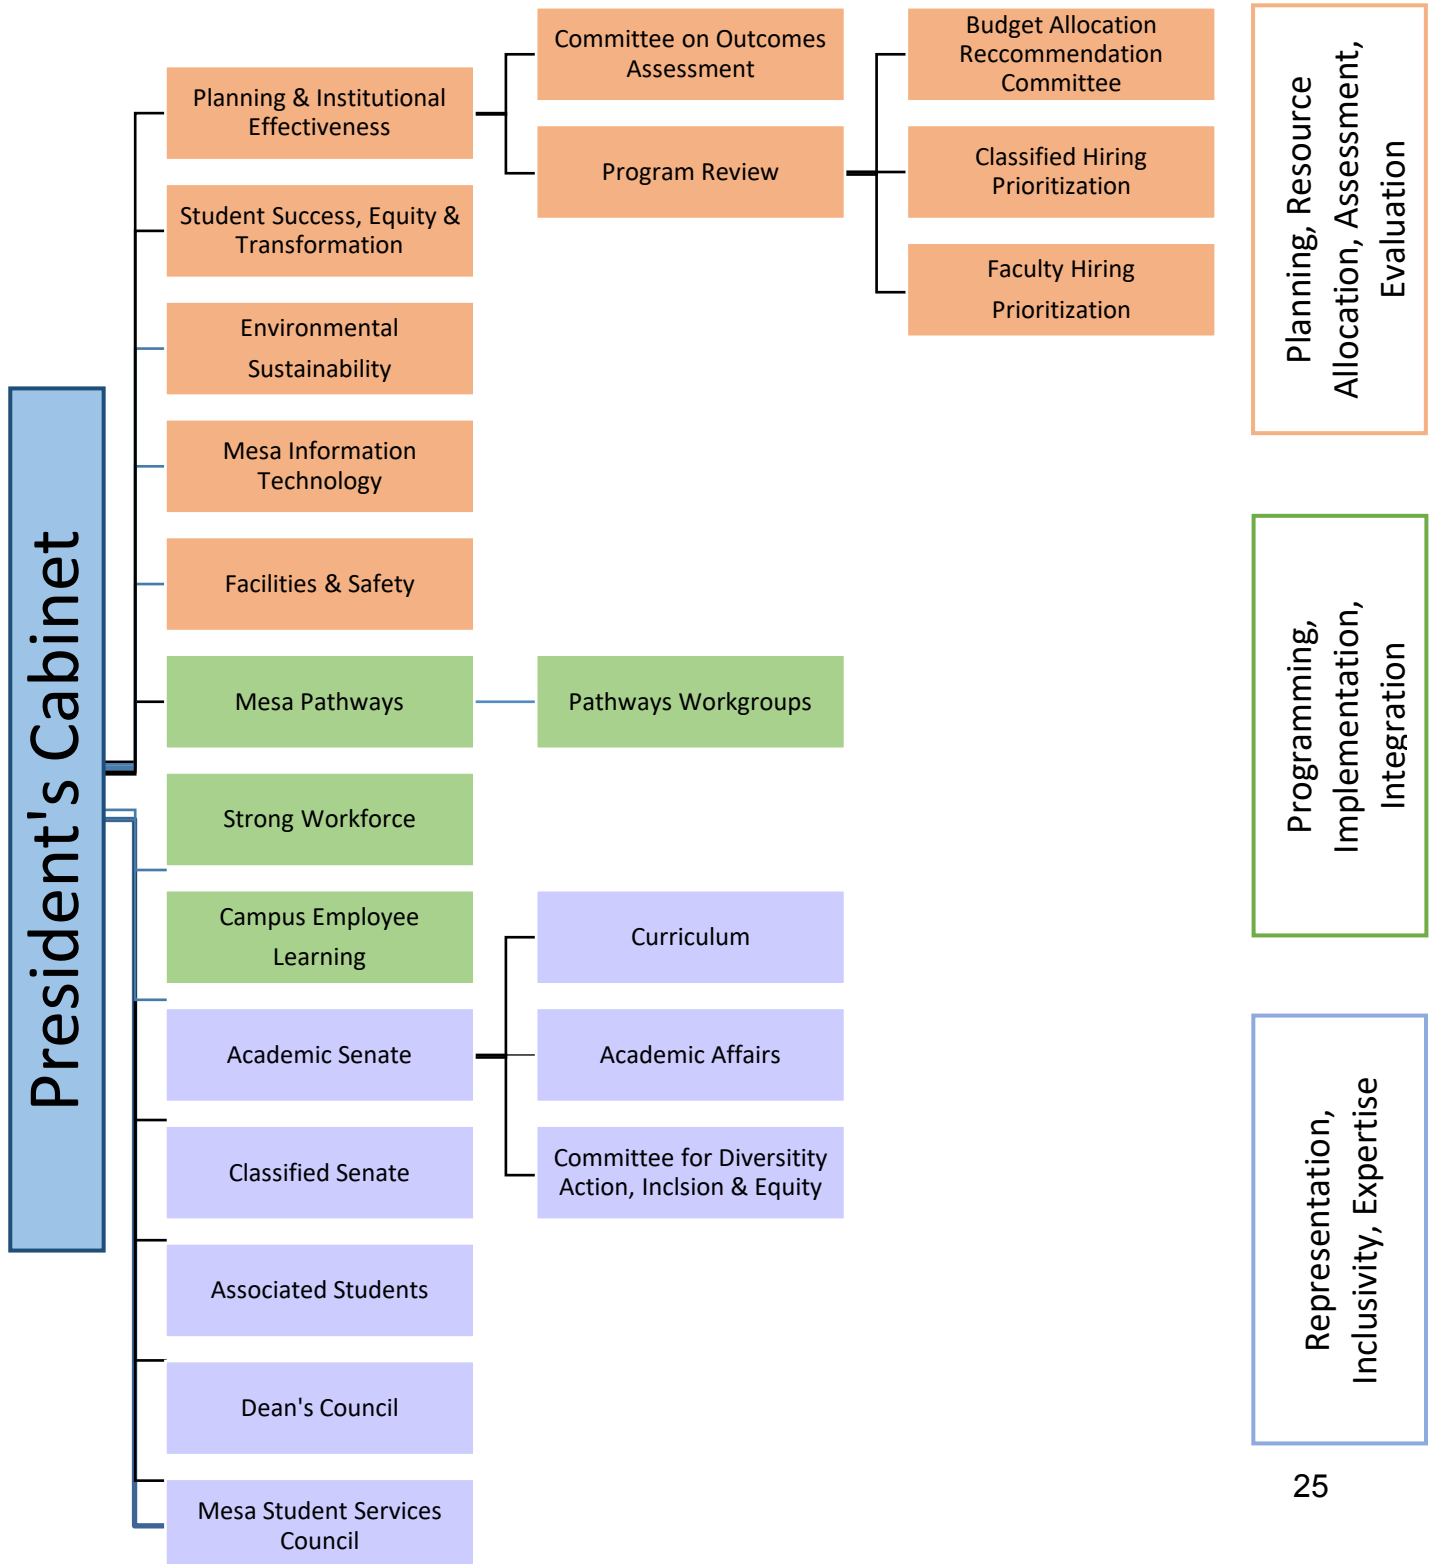 President's Cabinet
Planning & Institutional
Effectiveness
Committee on Outcomes
Assessment
Program Review
Budget Allocation
Reccommendation
Committee
Classified Hiring
Prioritization
Faculty Hiring
Prioritization
Student Success, Equity &
Transformation
Environmental
Sustainability
Mesa Information
Technology
Facilities & Safety
Mesa Pathways
Pathways Workgroups
Strong Workforce
Campus Employee
Learning
Academic Senate
Curriculum
Academic Affairs
Committee for Diversitity
Action, Inclsion & Equity
Classified Senate
Associated Students
Dean's Council
Mesa Student Services
Council
Planning, Resource
Allocation, Assessment,
Evaluation
Programming,
Implementation,
Integration
Representation,
Inclusivity, Expertise
25